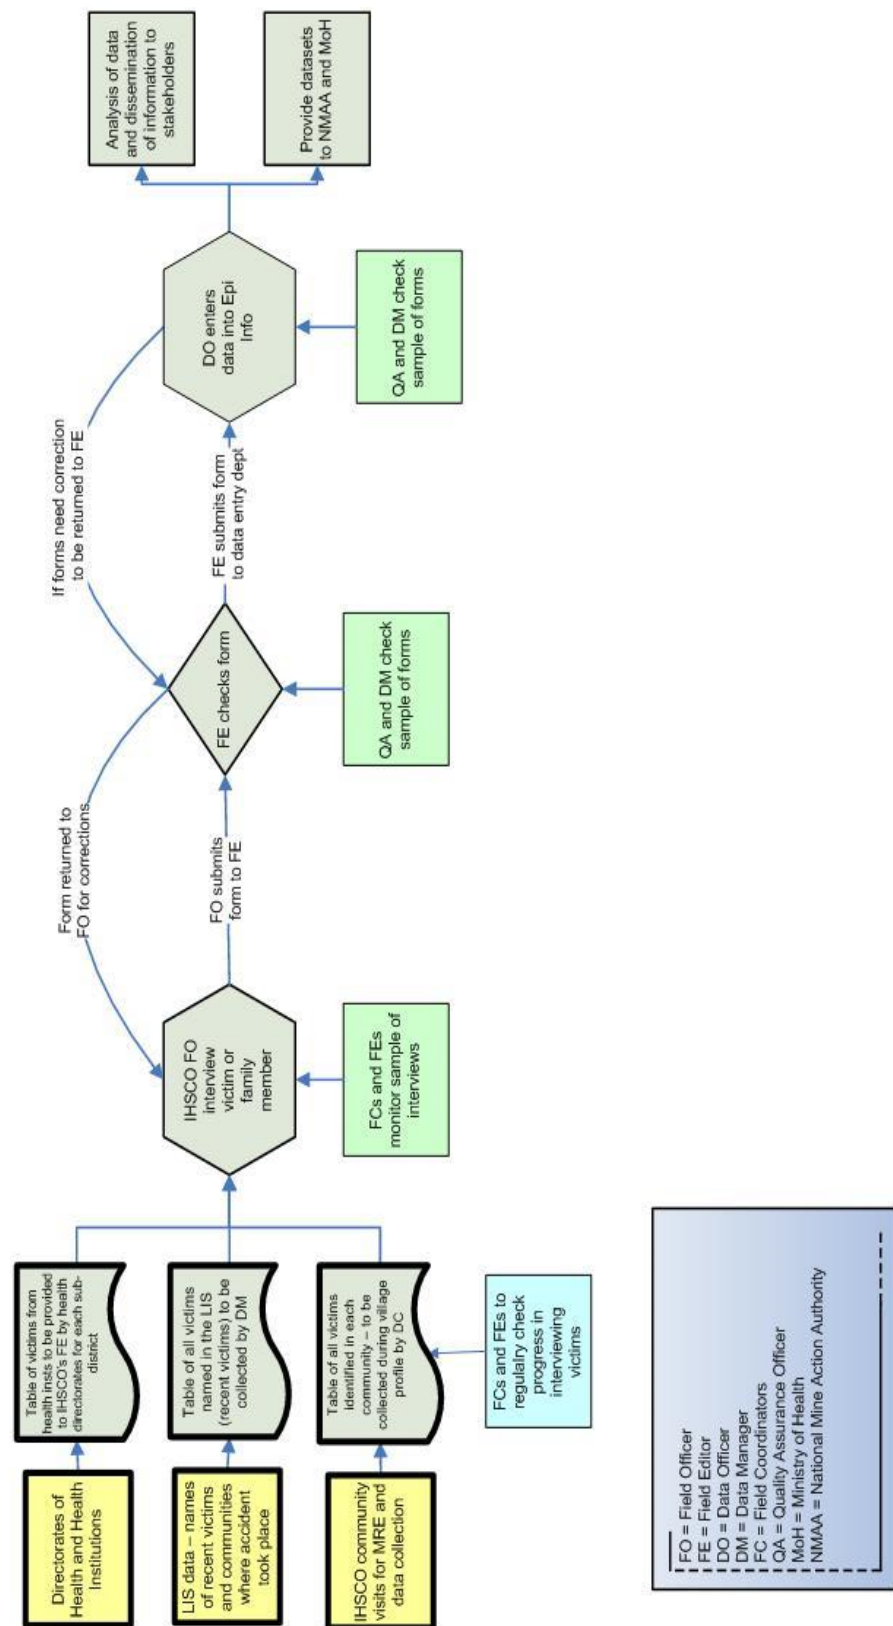 Directorates of
Health and Health
Institutions
LIS data – names
of recent victims
and communities
where accident
took place
IHSCO community
visits for MRE and
data collection
Table of victims from
health insts to be provided
to IHSCO's FE by health
directorates for each sub-
district
Table of all victims
named in the LIS
(recent victims) to be
collected by DM
Table of all victims
identified in each
community – to be
collected during village
profile by DC
FCs and FEs to
regulalry check
progress in
interviewing
victims
IHSCO FO
interview
victim or
family
member
FCs and FEs
monitor sample of
interviews
Form returned to
FO for corrections
FO submits
form to FE
FE checks form
QA and DM check
sample of forms
If forms need correction
to be returned to FE
FE submits form
to data entry dept
DO enters
data into Epi
Info
QA and DM check
sample of forms
Analysis of data
and dissemination
of information to
stakeholders
Provide datasets
to NMAA and MoH
FO = Field Officer
FE = Field Editor
DO = Data Officer
DM = Data Manager
FC = Field Coordinators
QA = Quality Assurance Officer
MoH = Ministry of Health
NMAA = National Mine Action Authority